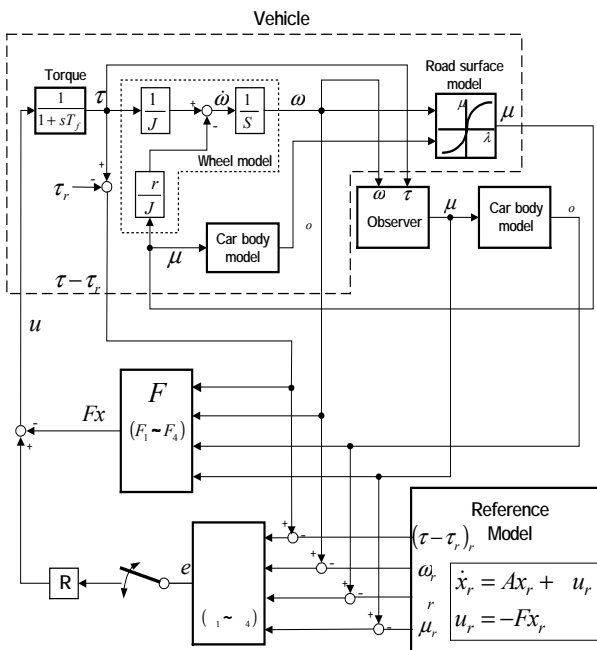 Vehicle
Torque
1
1 + sT_f
τ
1
J
+
-
ω̇
1
S
ω
Road surface
model
μ
λ
μ
Wheel model
r
J
+
-
τ_r
μ
Car body
model
o
ω τ
Observer
μ
Car body
model
o
τ − τ_r
u
F
(F_1 ~ F_4)
Fx
-
+
R
e
(_1 ~ _4)
+ -
+ -
+ -
+ -
Reference
Model
(τ − τ_r)_r
ω_r
r
μ_r
ẋ_r = Ax_r + u_r
u_r = −Fx_r